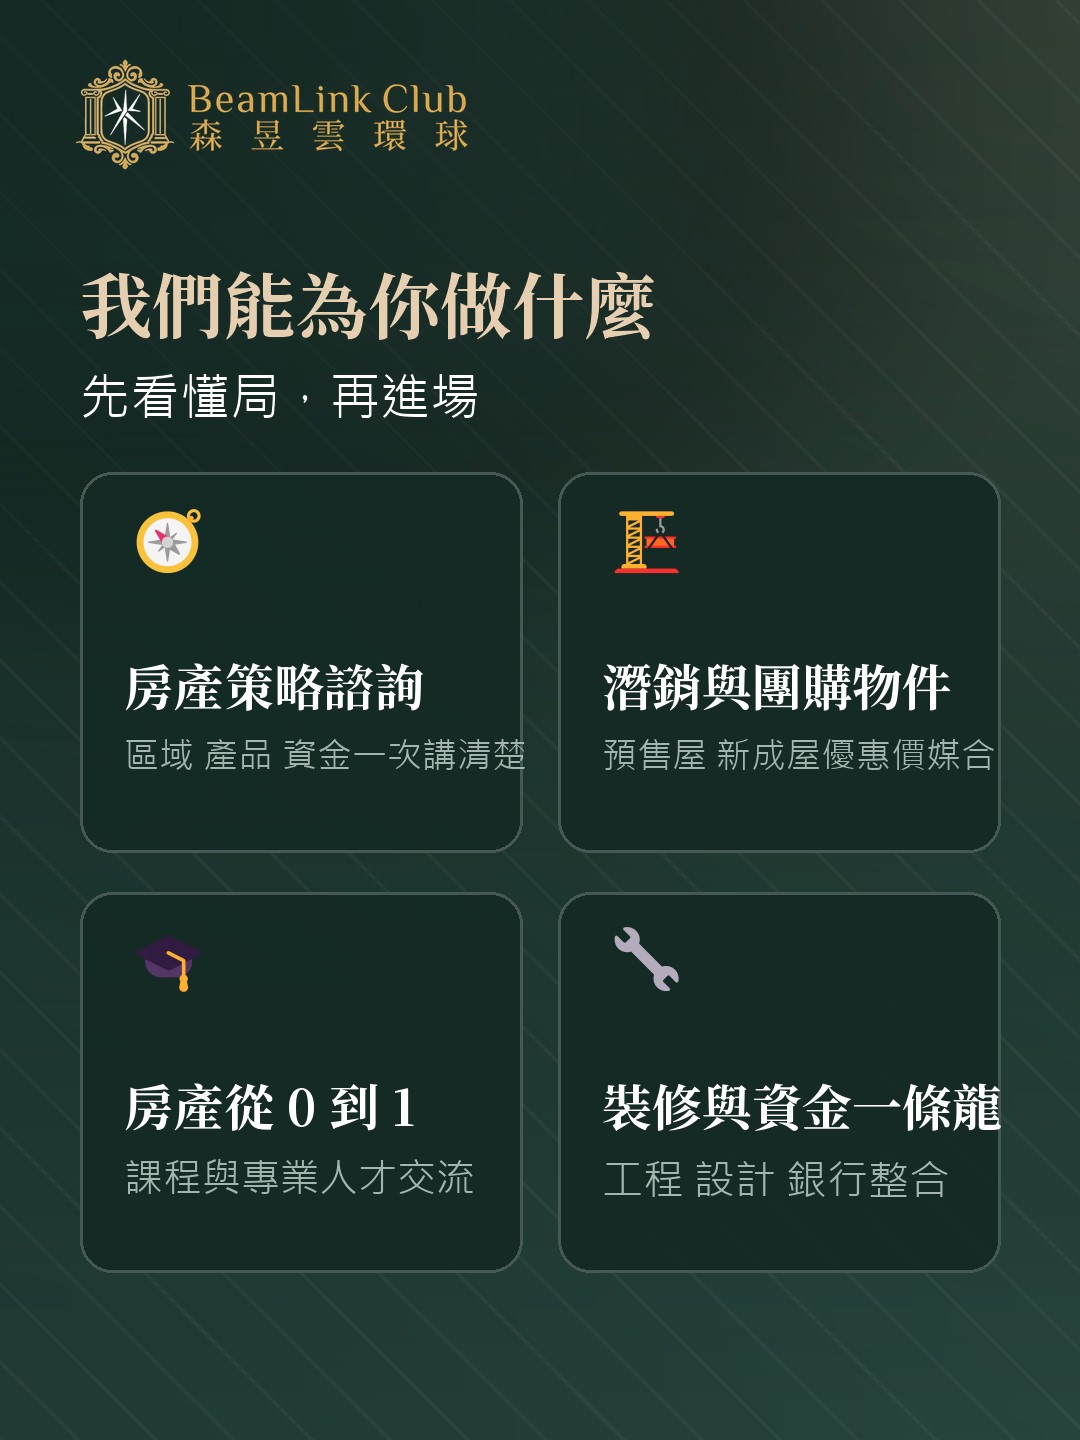 BeamLink Club
森昱雲環球
我們能為你做什麼
先看懂局，再進場
房產策略諮詢
區域 產品 資金一次講清楚
潛銷與團購物件
預售屋 新成屋優惠價媒合
房產從 0 到 1
課程與專業人才交流
裝修與資金一條龍
工程 設計 銀行整合